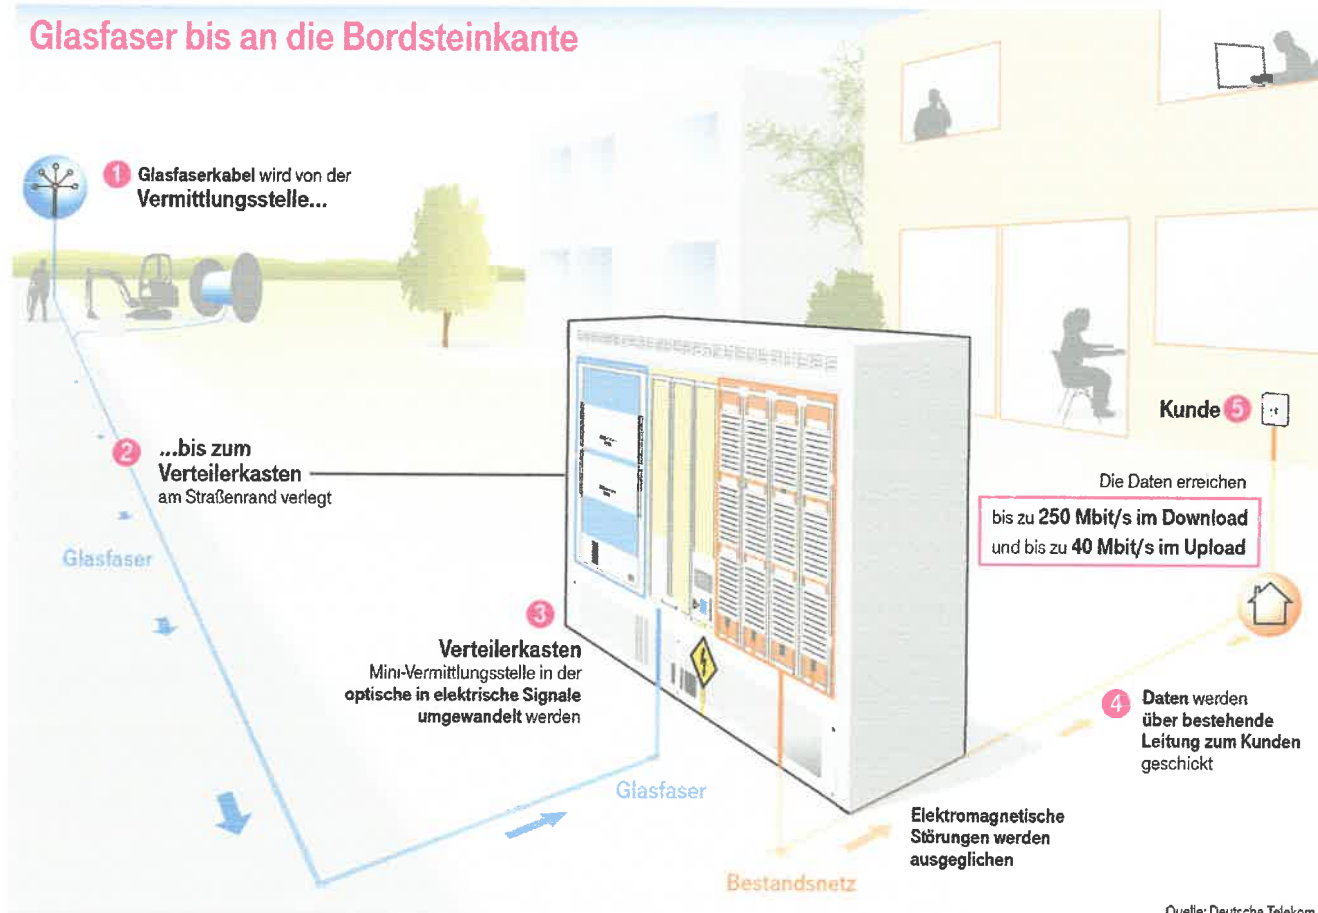 Glasfaser bis an die Bordsteinkante
1 Glasfaserkabel wird von der
Vermittlungsstelle...
2 ...bis zum
Verteilerkasten
am Straßenrand verlegt
Glasfaser
3
Verteilerkasten
Mini-Vermittlungsstelle in der
optische in elektrische Signale
umgewandelt werden
Glasfaser
Bestandsnetz
Elektromagnetische
Störungen werden
ausgeglichen
4 Daten werden
über bestehende
Leitung zum Kunden
geschickt
Kunde 5
Die Daten erreichen
bis zu 250 Mbit/s im Download
und bis zu 40 Mbit/s im Upload
Quelle: Deutsche Telekom